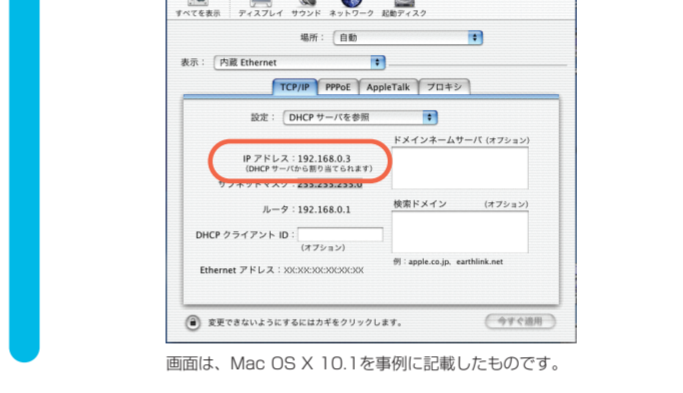 すべてを表示 ディスプレイ サウンド ネットワーク 起動ディスク
場所： 自動
表示： 内蔵 Ethernet
TCP/IP PPPoE AppleTalk プロキシ
設定： DHCP サーバを参照
ドメインネームサーバ (オプション)
IP アドレス：192.168.0.3
（DHCP サーバから割り当てられます）
サブネットマスク：255.255.255.0
ルータ：192.168.0.1
検索ドメイン (オプション)
DHCP クライアント ID：
（オプション）
例：apple.co.jp, earthlink.net
Ethernet アドレス：XX:XX:XX:XX:XX:XX
変更できないようにするにはカギをクリックします。
今すぐ適用
画面は、Mac OS X 10.1を事例に記載したものです。